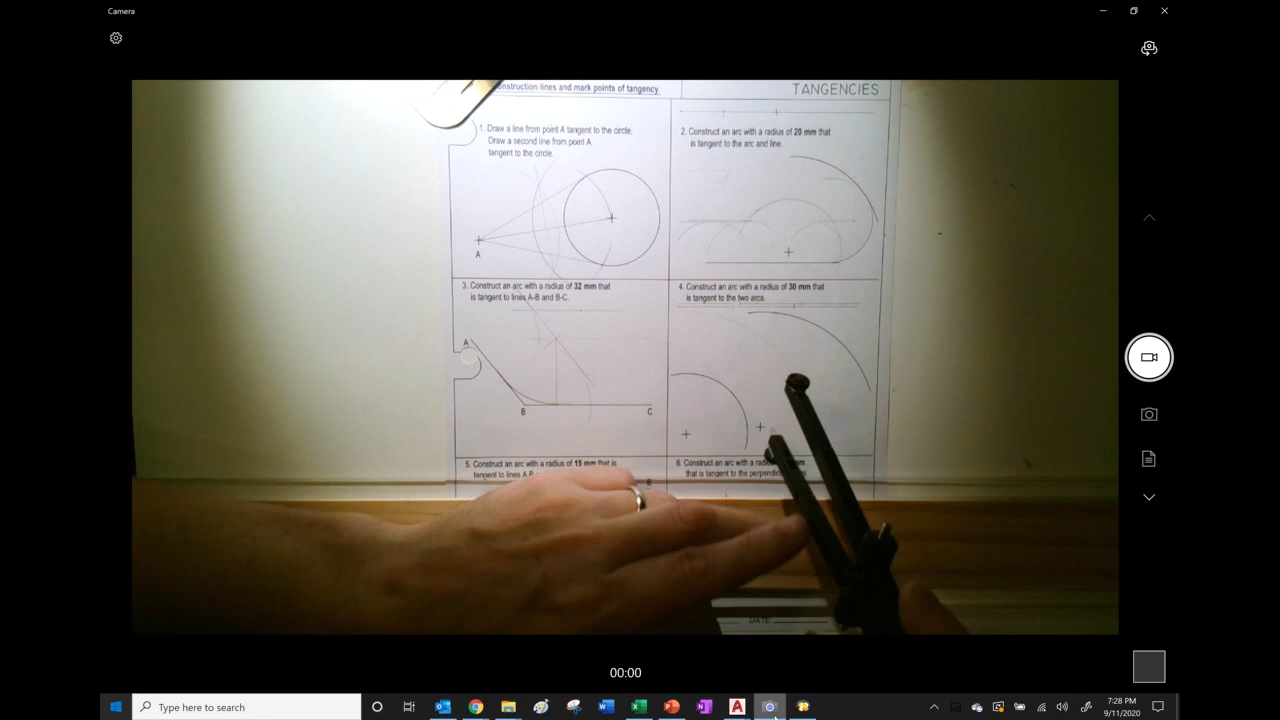 Camera
onstruction lines and mark points of tangency.
TANGENCIES
1. Draw a line from point A tangent to the circle.
Draw a second line from point A
tangent to the circle.
A
2. Construct an arc with a radius of 20 mm that
is tangent to the arc and line.
3. Construct an arc with a radius of 32 mm that
is tangent to lines A-B and B-C.
A
B
C
4. Construct an arc with a radius of 30 mm that
is tangent to the two arcs.
5. Construct an arc with a radius of 15 mm that is
tangent to lines
B
6. Construct an arc with a
that is tangent to the
DATE
00:00
Type here to search
7:28 PM
9/11/2020